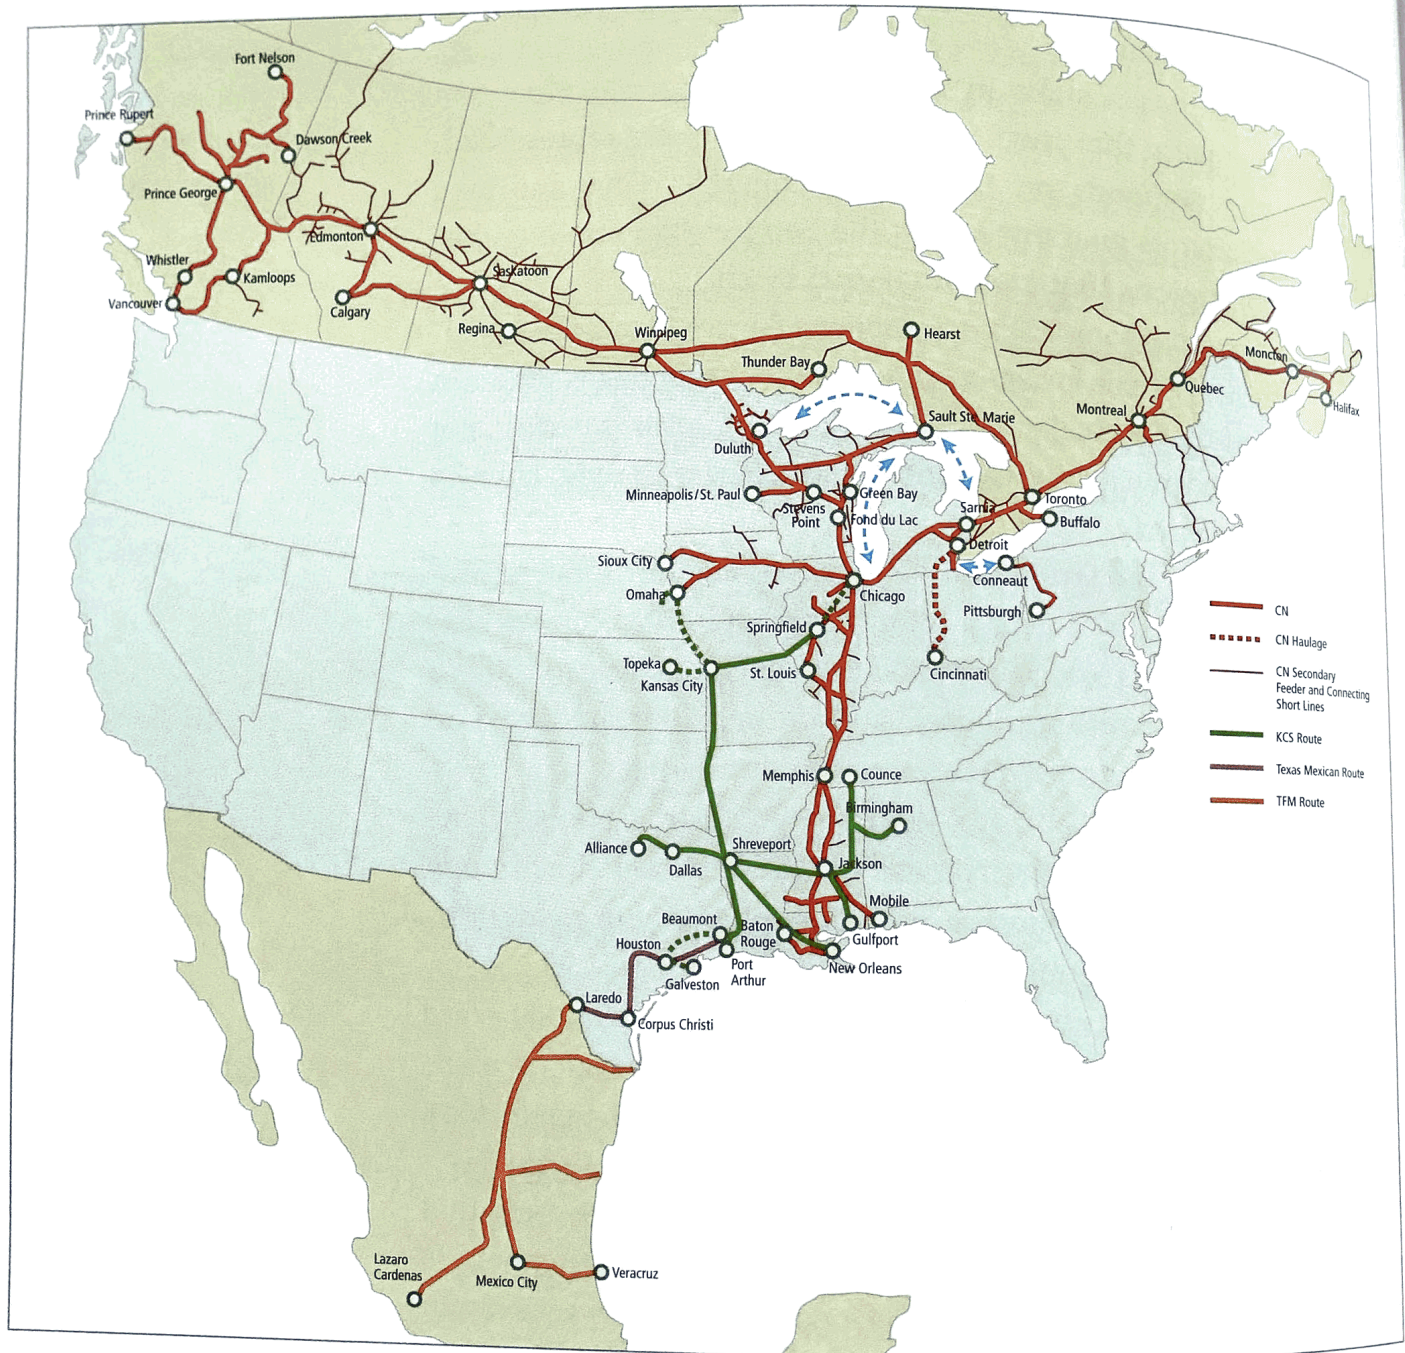 Fort Nelson
Prince Rupert
Dawson Creek
Prince George
Edmonton
Whistler
Kamloops
Saskatoon
Vancouver
Calgary
Regina
Winnipeg
Hearst
Thunder Bay
Moncton
Quebec
Halifax
Montreal
Sault Ste. Marie
Duluth
Minneapolis/St. Paul
Green Bay
Stevens
Point
Fond du Lac
Sarnia
Toronto
Buffalo
Detroit
Sioux City
Conneaut
Omaha
Chicago
Pittsburgh
Springfield
Topeka
Kansas City
St. Louis
Cincinnati
CN
CN Haulage
CN Secondary
Feeder and Connecting
Short Lines
KCS Route
Texas Mexican Route
TFM Route
Memphis
Counce
Birmingham
Alliance
Dallas
Shreveport
Jackson
Mobile
Beaumont
Baton
Rouge
Gulfport
Houston
Port
Arthur
New Orleans
Galveston
Laredo
Corpus Christi
Lazaro
Cardenas
Mexico City
Veracruz